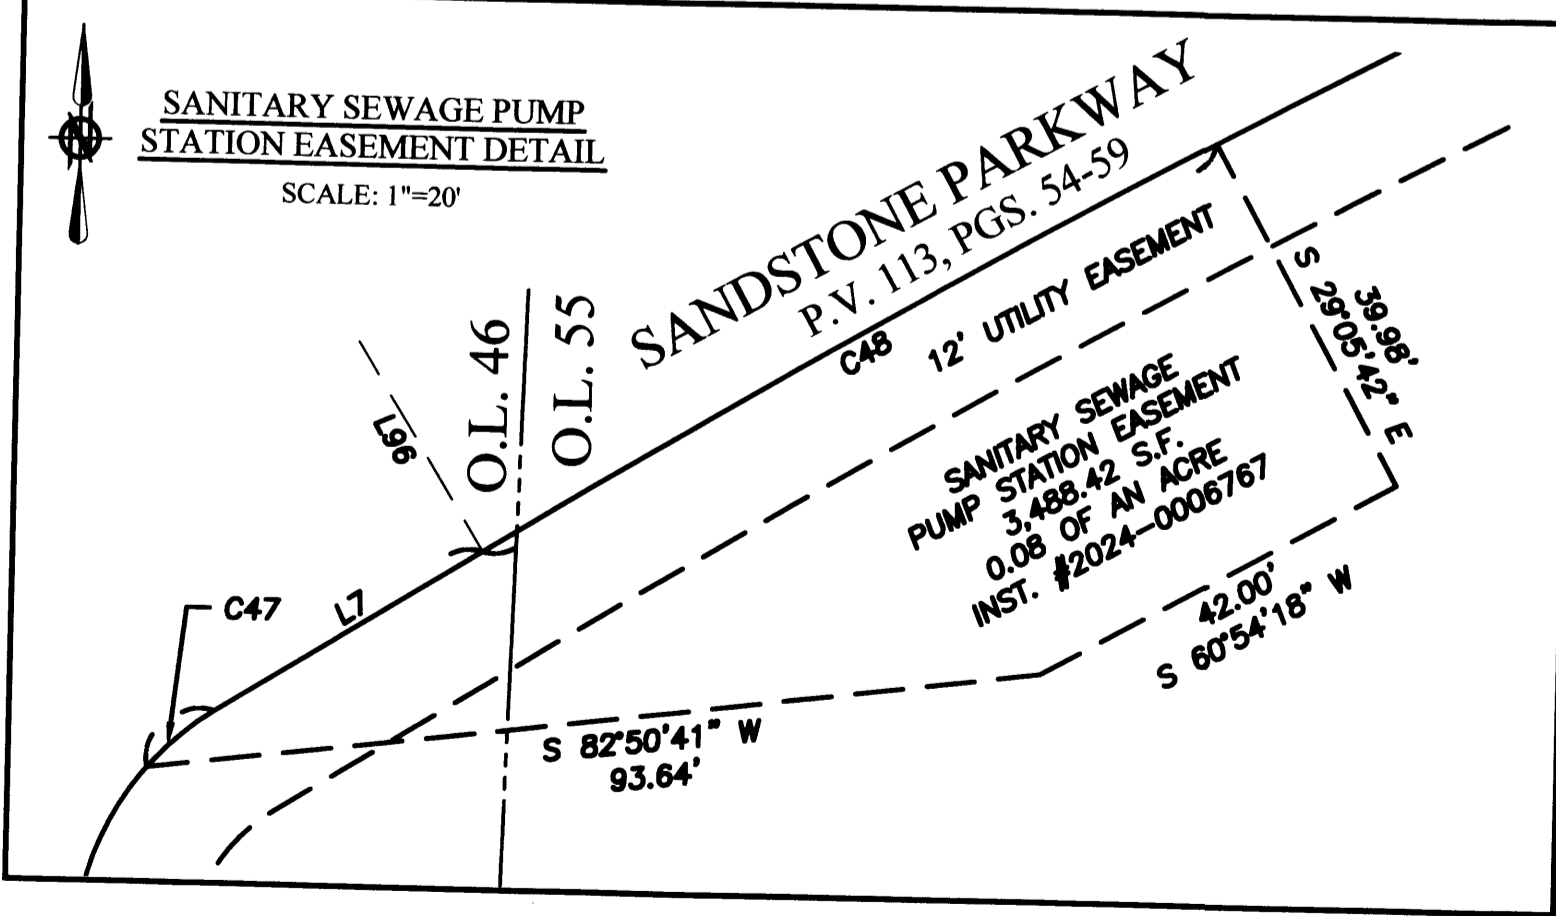 N
SANITARY SEWAGE PUMP
STATION EASEMENT DETAIL
SCALE: 1"=20'
SANDSTONE PARKWAY
P.V. 113, PGS. 54-59
C48
12' UTILITY EASEMENT
39.98'
S 29°05'42" E
O.L. 46
O.L. 55
L96
SANITARY SEWAGE
PUMP STATION EASEMENT
3,488.42 S.F.
0.08 OF AN ACRE
INST. #2024-0006767
C47
L7
42.00'
S 60°54'18" W
S 82°50'41" W
93.64'